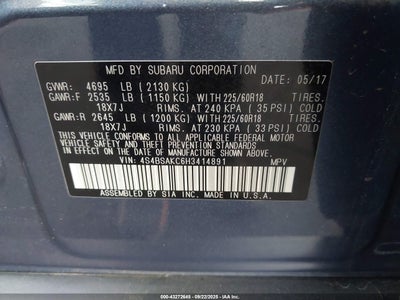 MFD BY SUBARU CORPORATION DATE: 05/17
GVWR: 4695 LB (2130 KG)
GAWR:F 2535 LB (1150 KG) WITH 225/60R18 TIRES.
18X7J RIMS. AT 240 KPA (35 PSI) COLD
GAWR:R 2645 LB (1200 KG) WITH 225/60R18 TIRES.
18X7J RIMS. AT 230 KPA (33 PSI) COLD
THIS VEHICLE CONFORMS TO ALL APPLICABLE FEDERAL
MOTOR VEHICLE SAFETY, BUMPER, AND THEFT PREVENTION
STANDARDS IN EFFECT ON THE DATE OF MANUFACTURE
SHOWN ABOVE.
VIN: 4S4BSAKC6H3414891 MPV
ASSEMBLED BY SIA INC. MADE IN U.S.A.
000-43272645 - 09/22/2025 - IAA, Inc.